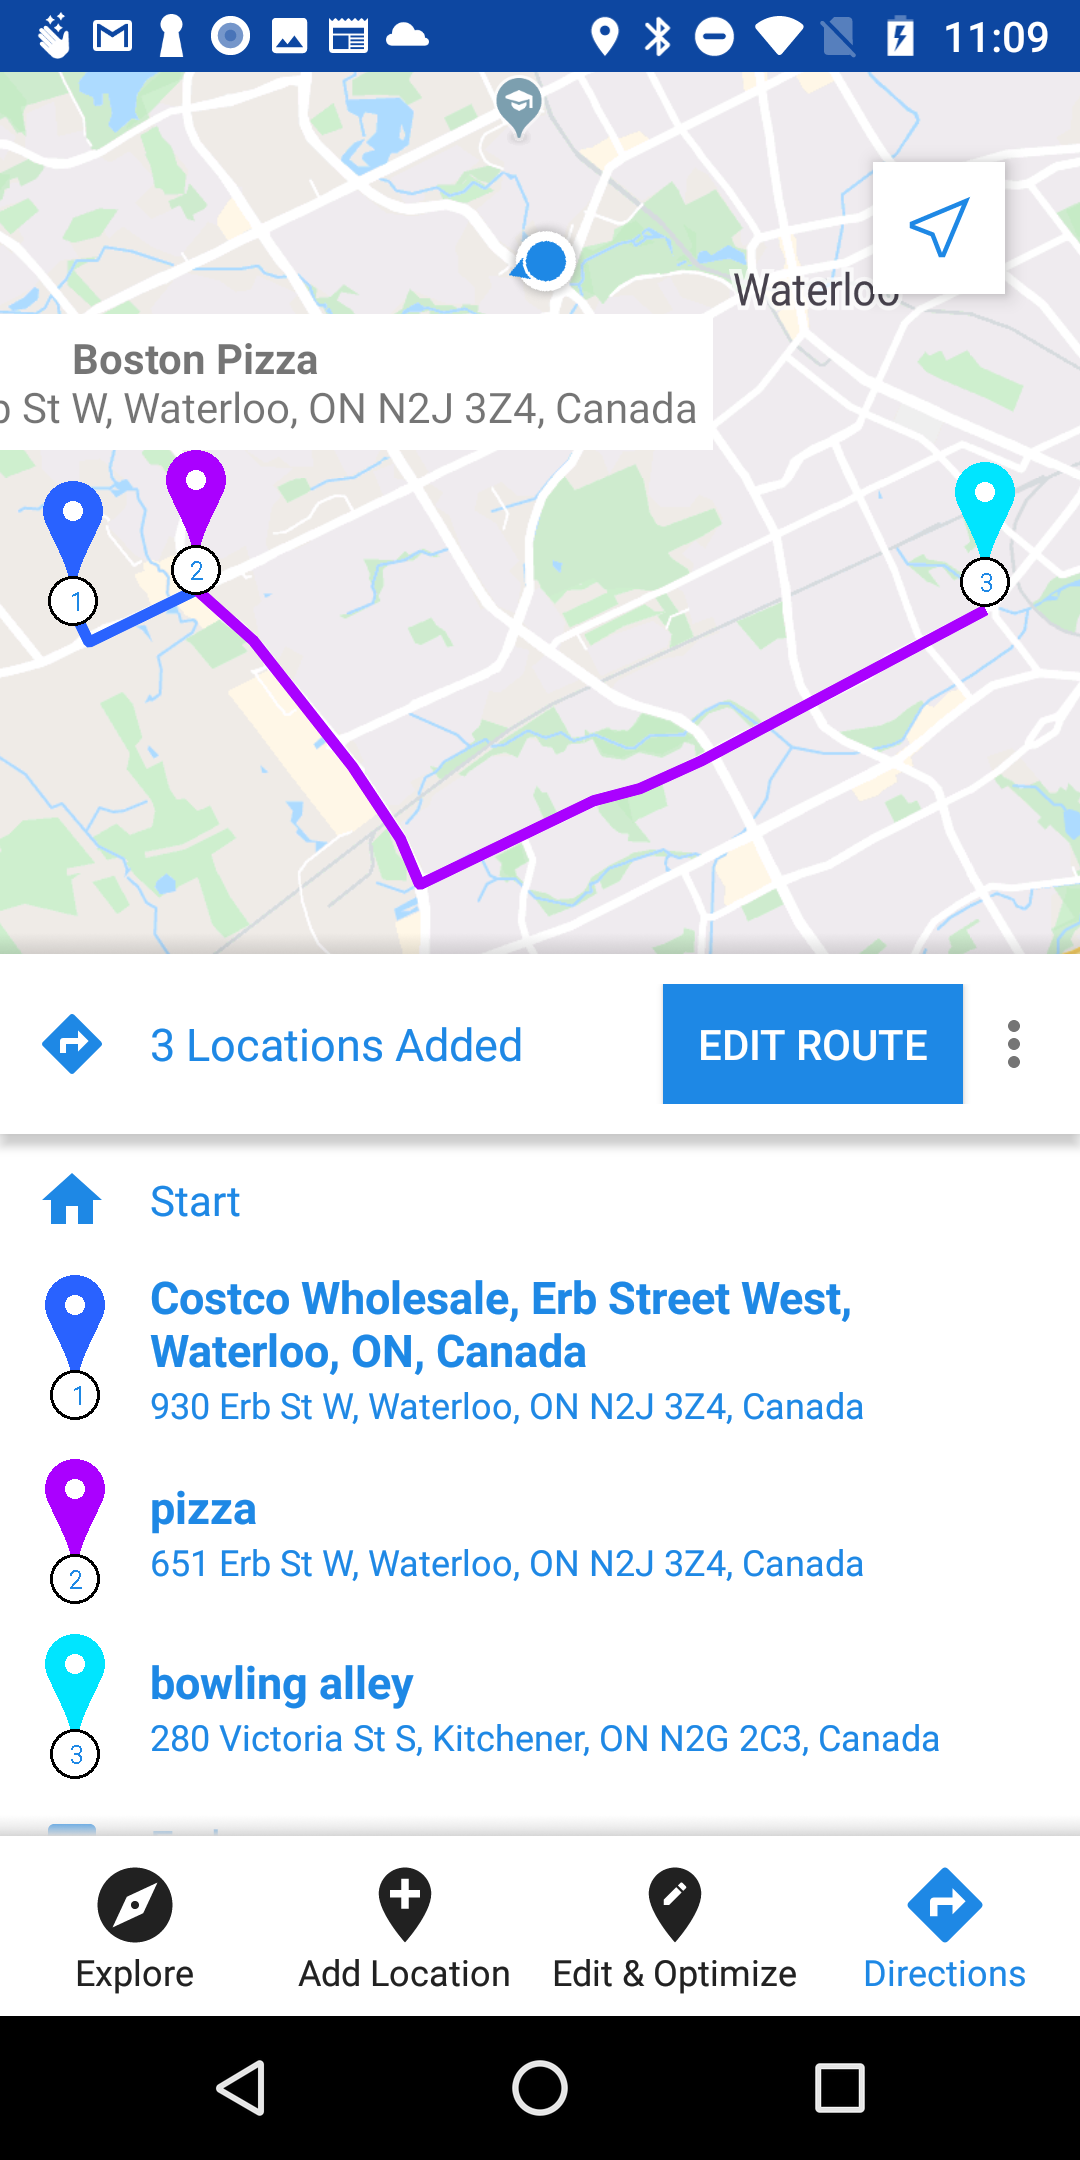 11:09
Waterloo
Boston Pizza
St W, Waterloo, ON N2J 3Z4, Canada
1
2
3
3 Locations Added
EDIT ROUTE
Start
Costco Wholesale, Erb Street West,
Waterloo, ON, Canada
930 Erb St W, Waterloo, ON N2J 3Z4, Canada
1
pizza
651 Erb St W, Waterloo, ON N2J 3Z4, Canada
2
bowling alley
280 Victoria St S, Kitchener, ON N2G 2C3, Canada
3
Explore
Add Location
Edit & Optimize
Directions